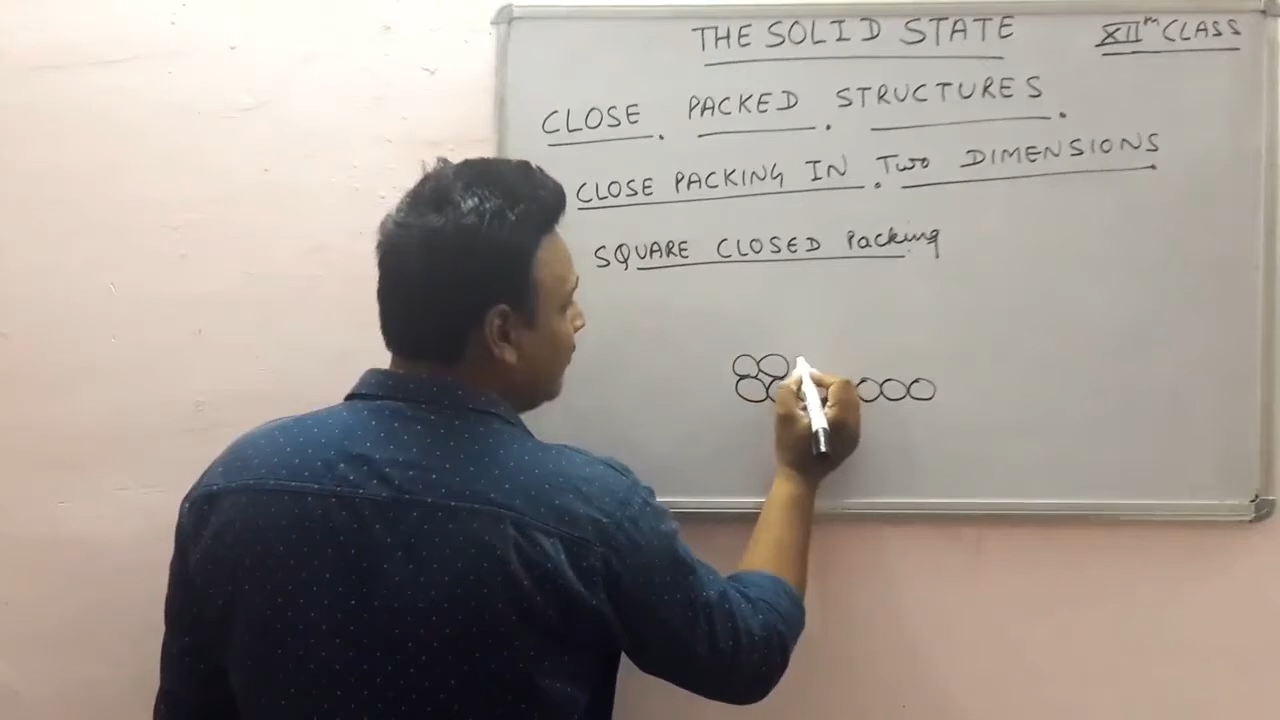 THE SOLID STATE
XIIth CLASS
CLOSE PACKED STRUCTURES.
CLOSE PACKING IN TWO DIMENSIONS
SQUARE CLOSED Packing